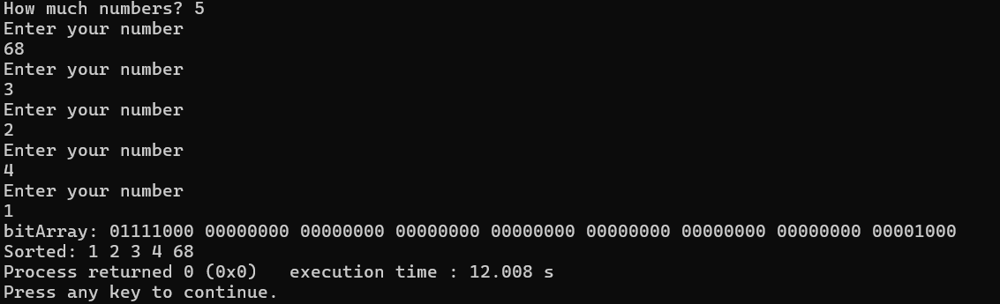 How much numbers? 5
Enter your number
68
Enter your number
3
Enter your number
2
Enter your number
4
Enter your number
1
bitArray: 01111000 00000000 00000000 00000000 00000000 00000000 00000000 00000000 00001000
Sorted: 1 2 3 4 68
Process returned 0 (0x0)   execution time : 12.008 s
Press any key to continue.